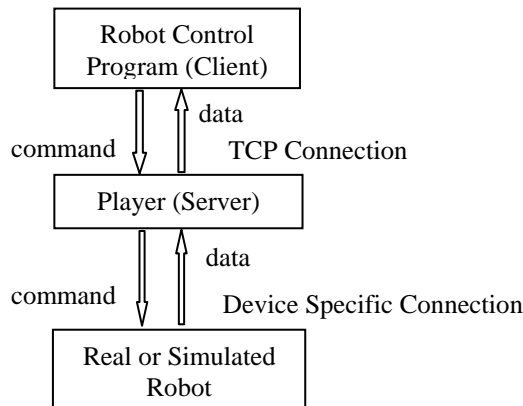 Robot Control
Program (Client)
data
command
TCP Connection
Player (Server)
data
command
Device Specific Connection
Real or Simulated
Robot